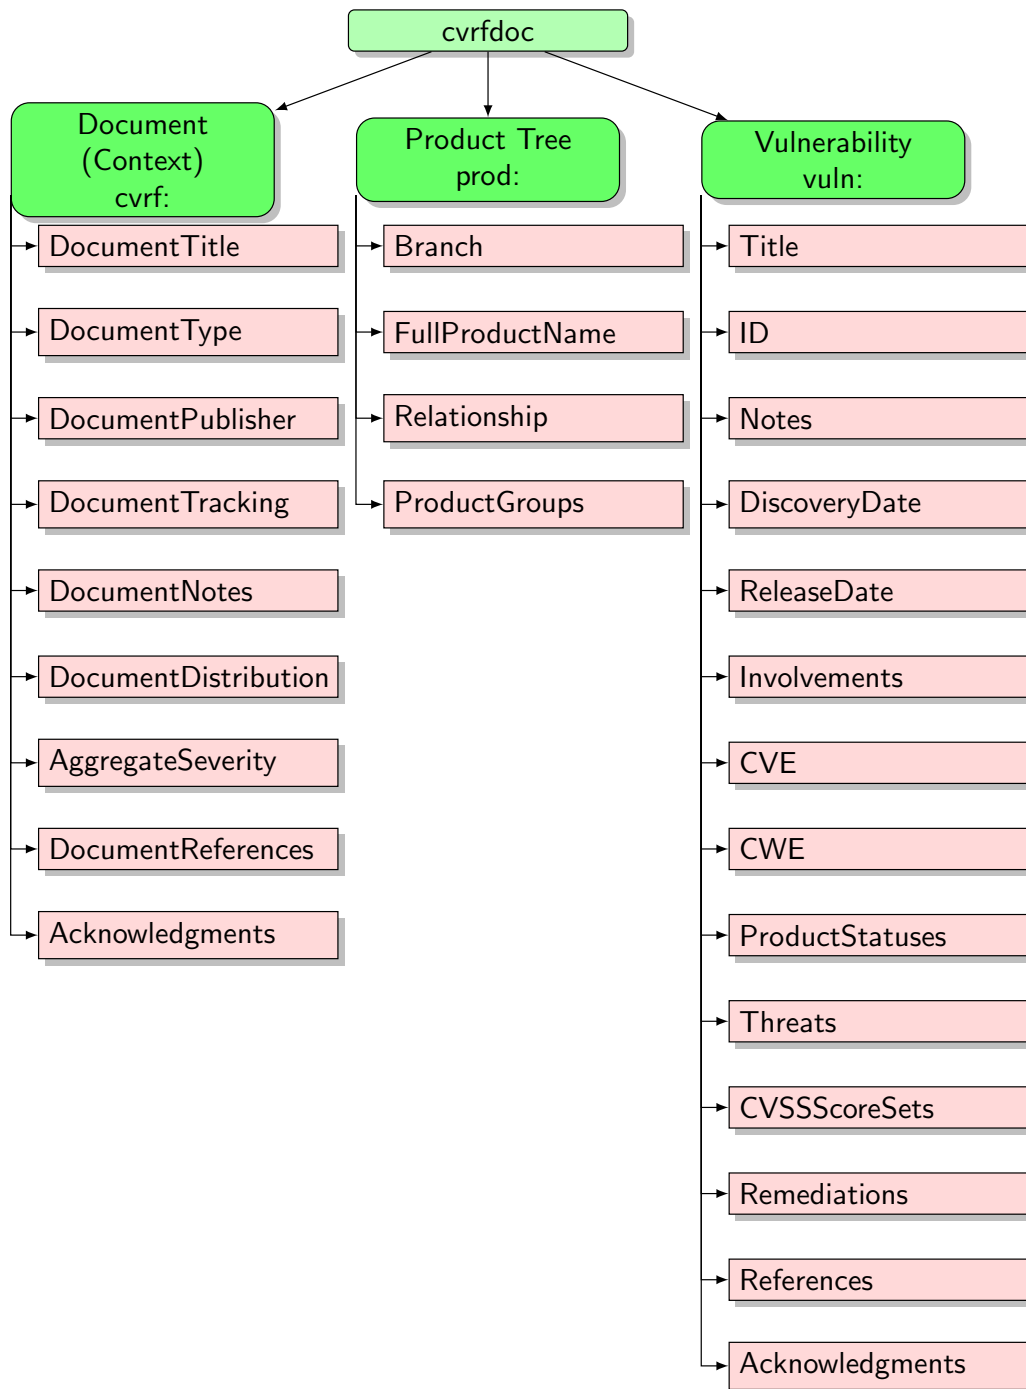 cvrfdoc
Document
(Context)
cvrf:
DocumentTitle
DocumentType
DocumentPublisher
DocumentTracking
DocumentNotes
DocumentDistribution
AggregateSeverity
DocumentReferences
Acknowledgments
Product Tree
prod:
Branch
FullProductName
Relationship
ProductGroups
Vulnerability
vuln:
Title
ID
Notes
DiscoveryDate
ReleaseDate
Involvements
CVE
CWE
ProductStatuses
Threats
CVSSScoreSets
Remediations
References
Acknowledgments